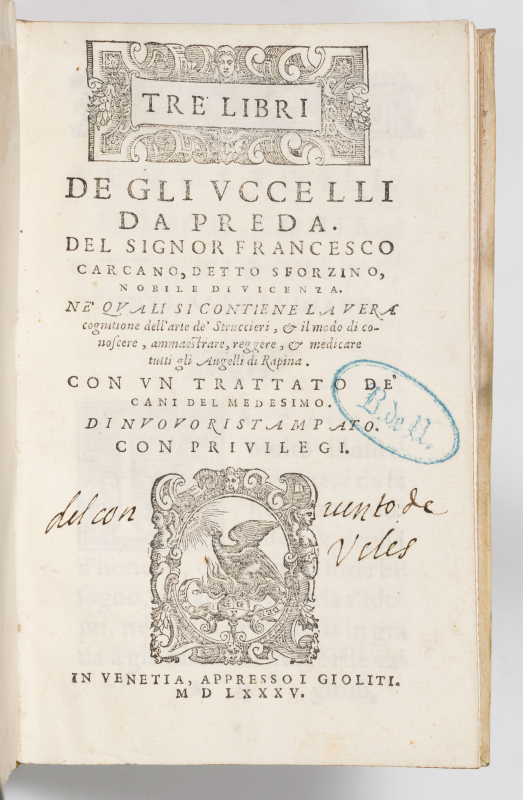 TRE LIBRI
DE GLI VCCELLI
DA PREDA.
DEL SIGNOR FRANCESCO
CARCANO, DETTO SFORZINO,
NOBILE DI VICENZA.
NE' QVALI SI CONTIENE LA VERA
cognitione dell'arte de' Struccieri, & il modo di co-
noscere, ammaestrare, reggere, & medicare
tutti gli Augelli di Rapina.
CON VN TRATTATO DE'
CANI DEL MEDESIMO.
DI NVOVO RISTAMPATO.
CON PRIVILEGI.
B. de U.
del conuento de
Veles
IN VENETIA, APPRESSO I GIOLITI.
M D LXXXV.